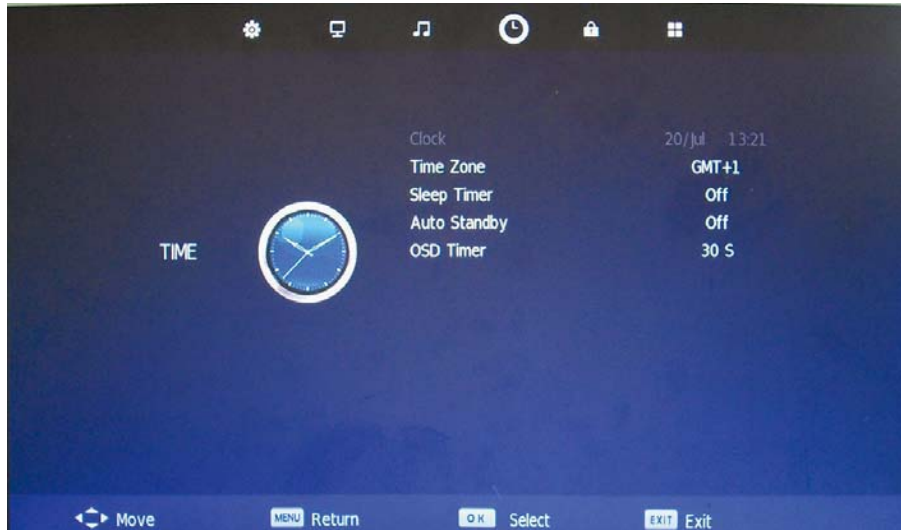 Clock 20/Jul 13:21
Time Zone GMT+1
Sleep Timer Off
Auto Standby Off
TIME OSD Timer 30 S
Move MENU Return OK Select EXIT Exit